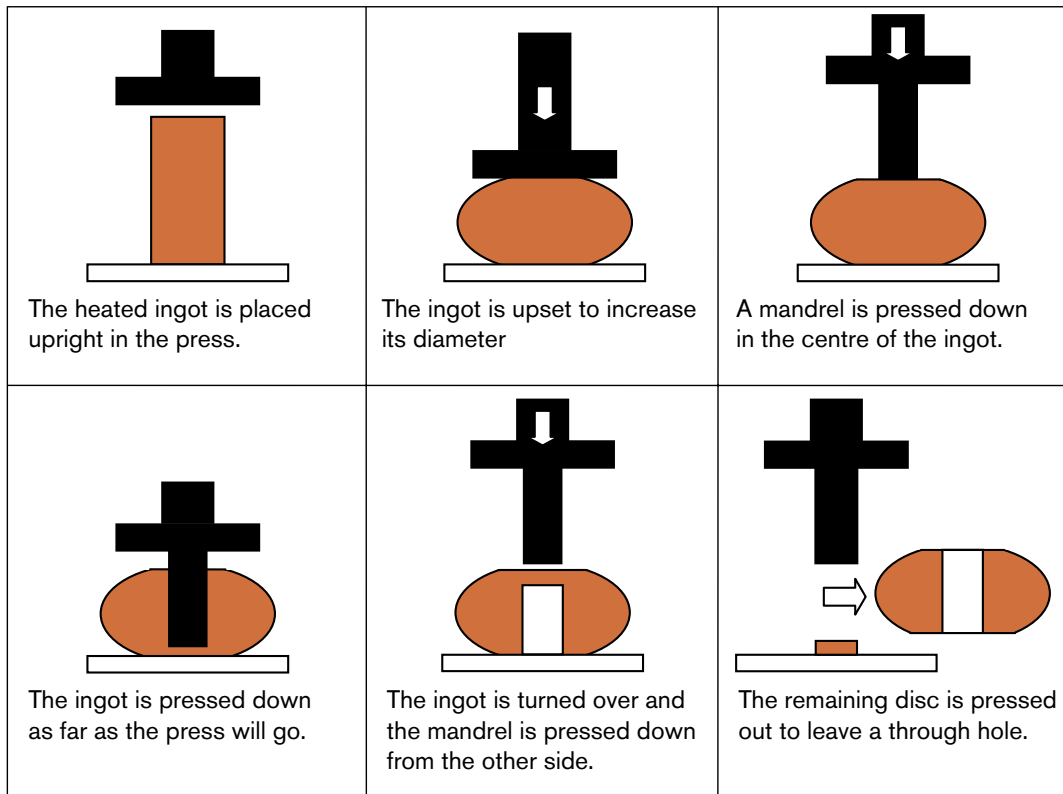 The heated ingot is placed
upright in the press.
The ingot is upset to increase
its diameter
A mandrel is pressed down
in the centre of the ingot.
The ingot is pressed down
as far as the press will go.
The ingot is turned over and
the mandrel is pressed down
from the other side.
The remaining disc is pressed
out to leave a through hole.